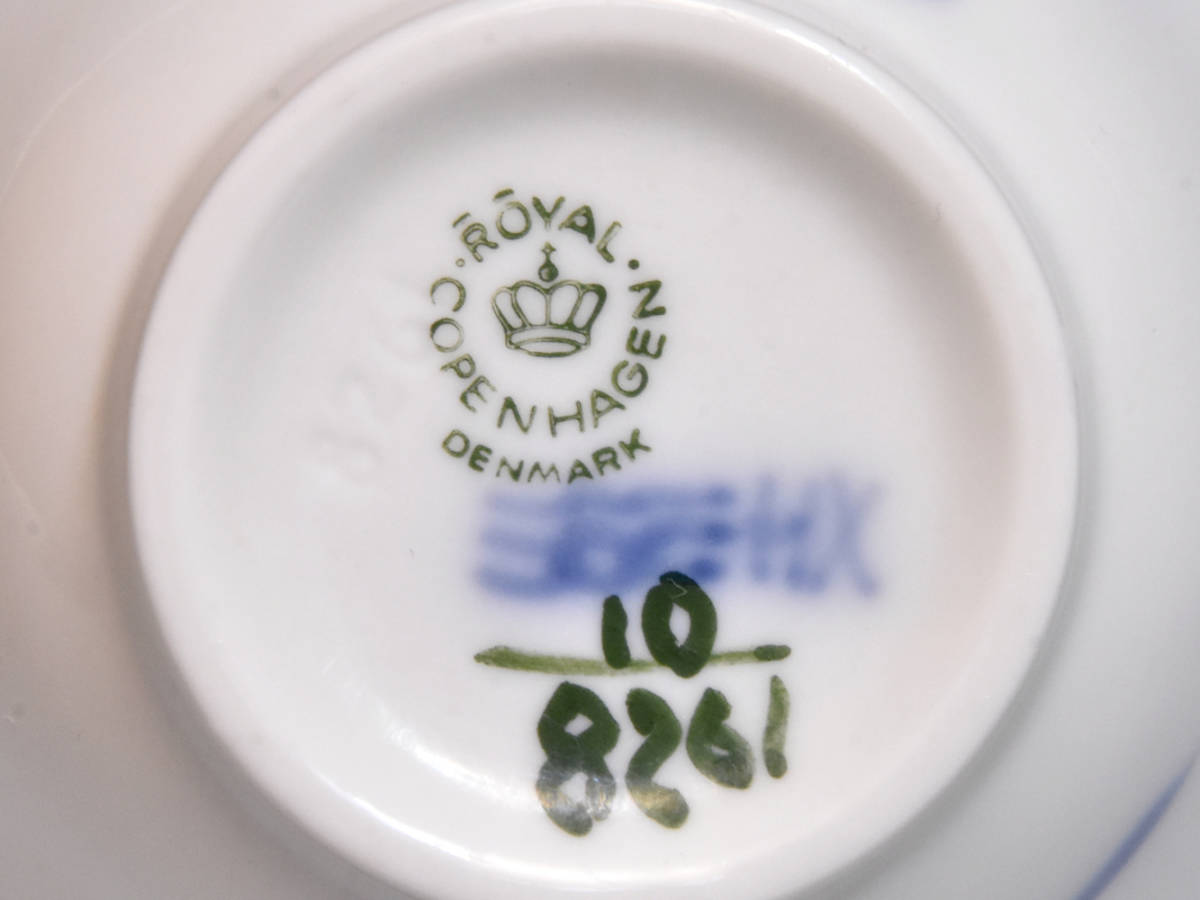 ROYAL.
COPENHAGEN
DENMARK
10
8261